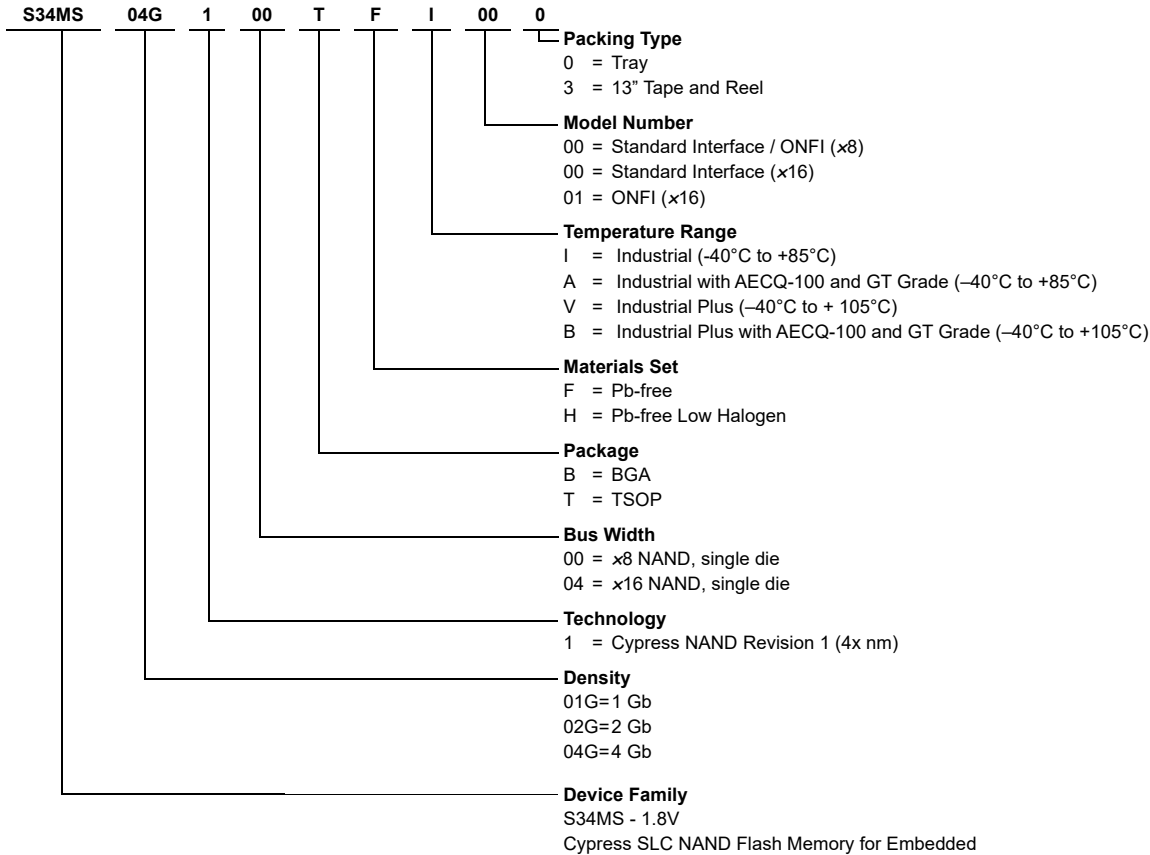 S34MS 04G 1 00 T F I 00 0
Packing Type
0 = Tray
3 = 13” Tape and Reel
Model Number
00 = Standard Interface / ONFI (×8)
00 = Standard Interface (×16)
01 = ONFI (×16)
Temperature Range
I = Industrial (-40°C to +85°C)
A = Industrial with AECQ-100 and GT Grade (–40°C to +85°C)
V = Industrial Plus (–40°C to + 105°C)
B = Industrial Plus with AECQ-100 and GT Grade (–40°C to +105°C)
Materials Set
F = Pb-free
H = Pb-free Low Halogen
Package
B = BGA
T = TSOP
Bus Width
00 = ×8 NAND, single die
04 = ×16 NAND, single die
Technology
1 = Cypress NAND Revision 1 (4x nm)
Density
01G=1 Gb
02G=2 Gb
04G=4 Gb
Device Family
S34MS - 1.8V
Cypress SLC NAND Flash Memory for Embedded